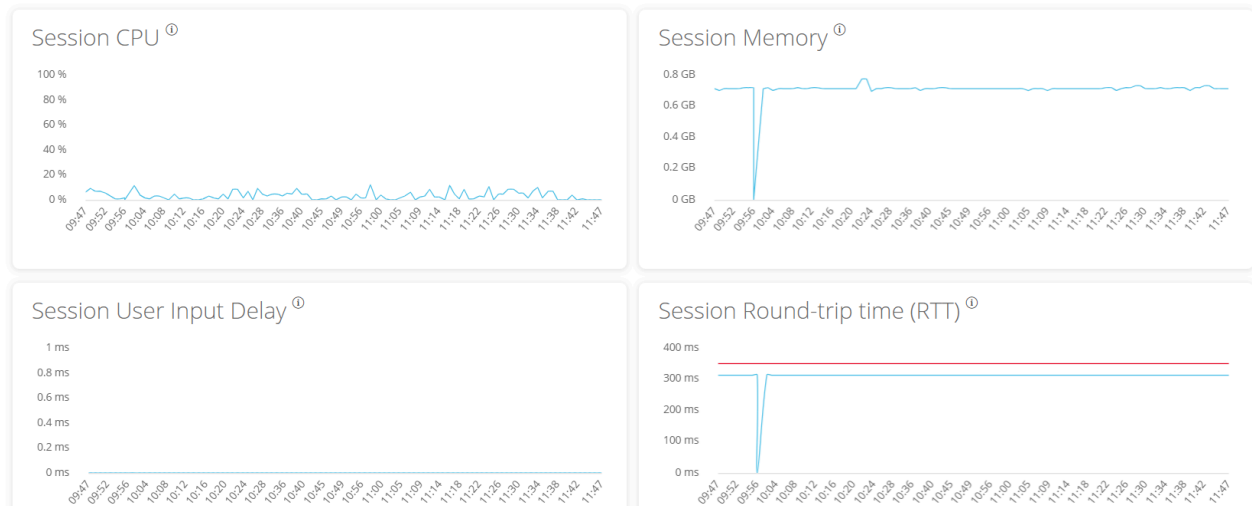 Session CPU ⓘ
100 %
80 %
60 %
40 %
20 %
0 %
09:47 09:52 09:56 10:04 10:08 10:12 10:16 10:20 10:24 10:28 10:36 10:40 10:45 10:49 10:56 11:00 11:05 11:09 11:14 11:18 11:22 11:26 11:30 11:34 11:38 11:42 11:47
Session Memory ⓘ
0.8 GB
0.6 GB
0.4 GB
0.2 GB
0 GB
09:47 09:52 09:56 10:04 10:08 10:12 10:16 10:20 10:24 10:28 10:36 10:40 10:45 10:49 10:56 11:00 11:05 11:09 11:14 11:18 11:22 11:26 11:30 11:34 11:38 11:42 11:47
Session User Input Delay ⓘ
1 ms
0.8 ms
0.6 ms
0.4 ms
0.2 ms
0 ms
09:47 09:52 09:56 10:04 10:08 10:12 10:16 10:20 10:24 10:28 10:36 10:40 10:45 10:49 10:56 11:00 11:05 11:09 11:14 11:18 11:22 11:26 11:30 11:34 11:38 11:42 11:47
Session Round-trip time (RTT) ⓘ
400 ms
300 ms
200 ms
100 ms
0 ms
09:47 09:52 09:56 10:04 10:08 10:12 10:16 10:20 10:24 10:28 10:36 10:40 10:45 10:49 10:56 11:00 11:05 11:09 11:14 11:18 11:22 11:26 11:30 11:34 11:38 11:42 11:47